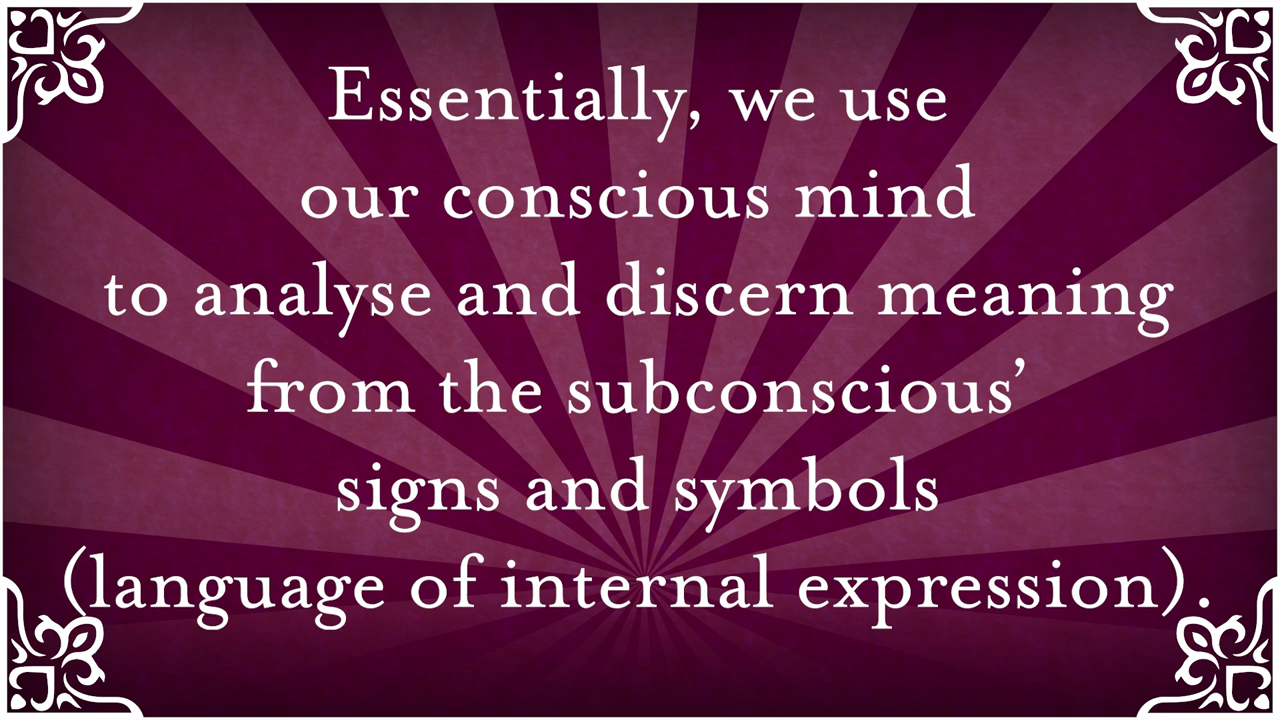 Essentially, we use
our conscious mind
to analyse and discern meaning
from the subconscious’
signs and symbols
(language of internal expression).